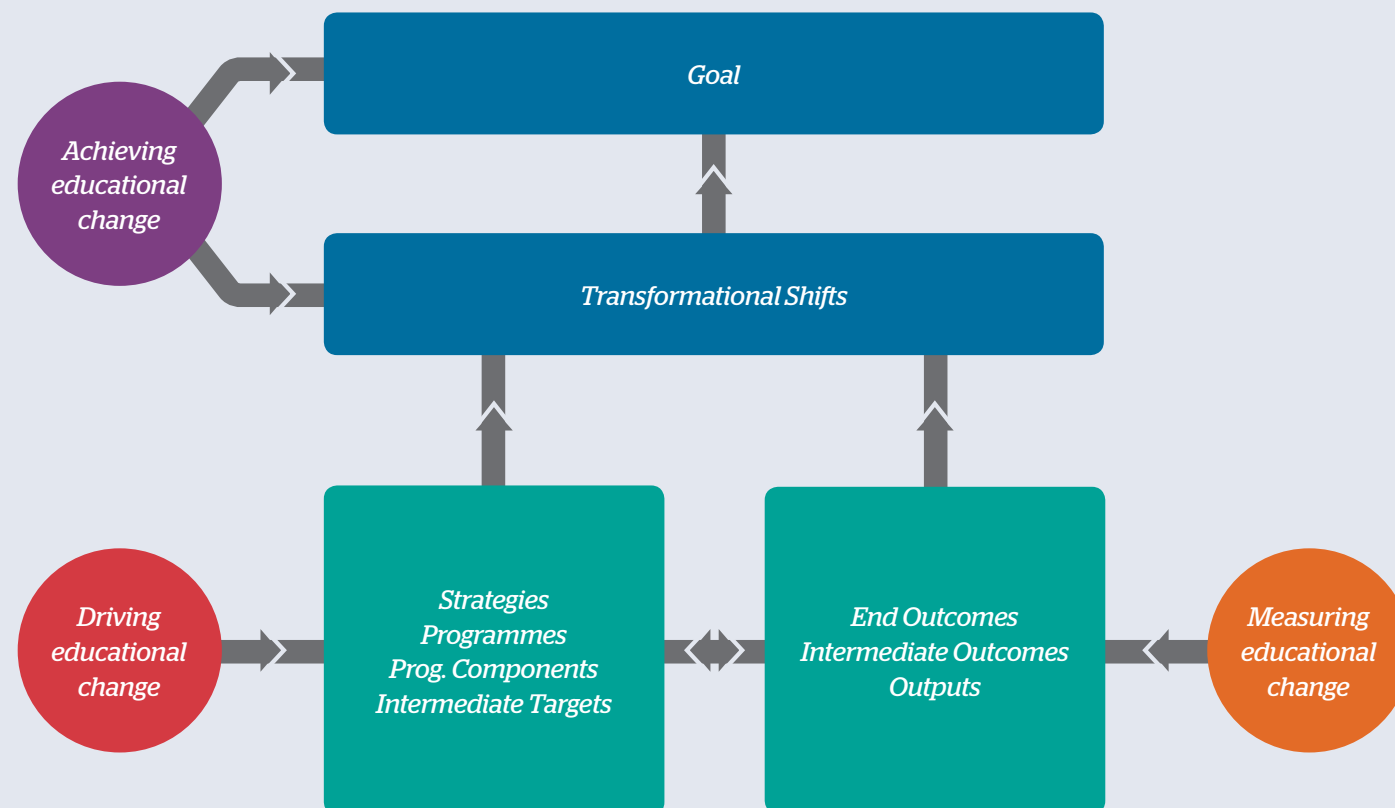 Goal
Achieving
educational
change
Transformational Shifts
Driving
educational
change
Strategies
Programmes
Prog. Components
Intermediate Targets
End Outcomes
Intermediate Outcomes
Outputs
Measuring
educational
change